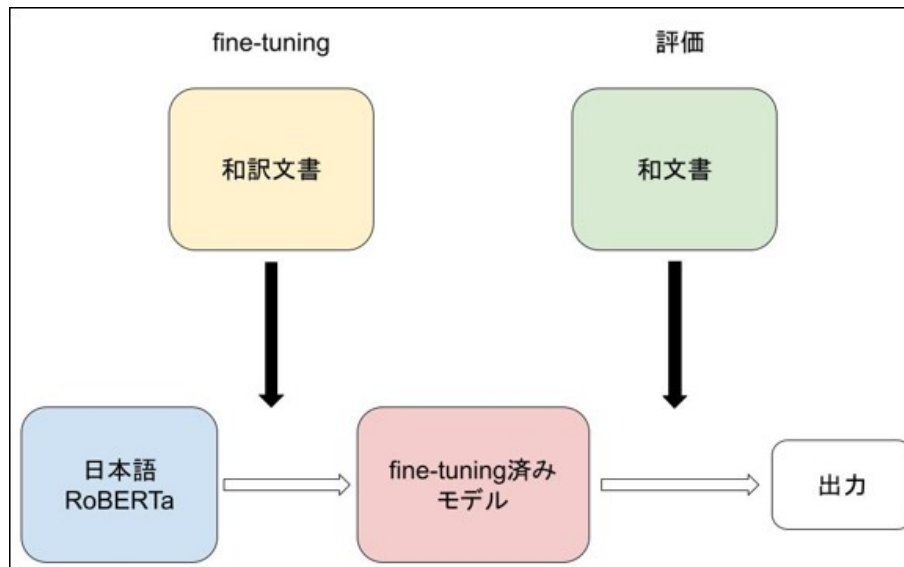 fine-tuning
評価
和訳文書
和文書
日本語
RoBERTa
fine-tuning済み
モデル
出力